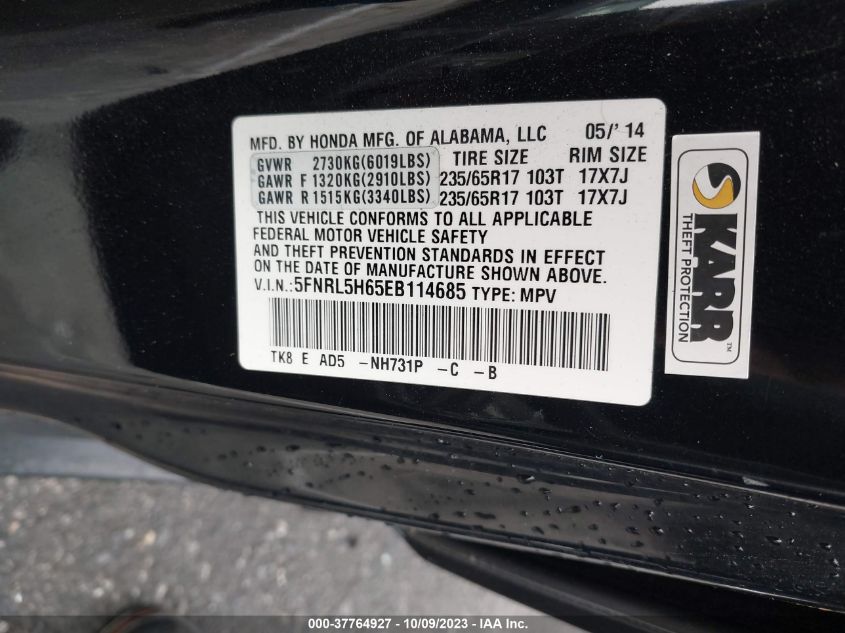 MFD. BY HONDA MFG. OF ALABAMA, LLC 05/' 14
GVWR 2730KG(6019LBS) TIRE SIZE RIM SIZE
GAWR F 1320KG(2910LBS) 235/65R17 103T 17X7J
GAWR R 1515KG(3340LBS) 235/65R17 103T 17X7J
THIS VEHICLE CONFORMS TO ALL APPLICABLE
FEDERAL MOTOR VEHICLE SAFETY
AND THEFT PREVENTION STANDARDS IN EFFECT
ON THE DATE OF MANUFACTURE SHOWN ABOVE.
V.I.N.:5FNRL5H65EB114685 TYPE: MPV
TK8 E AD5 -NH731P -C -B
KARR TM
THEFT PROTECTION
000-37764927 - 10/09/2023 - IAA Inc.